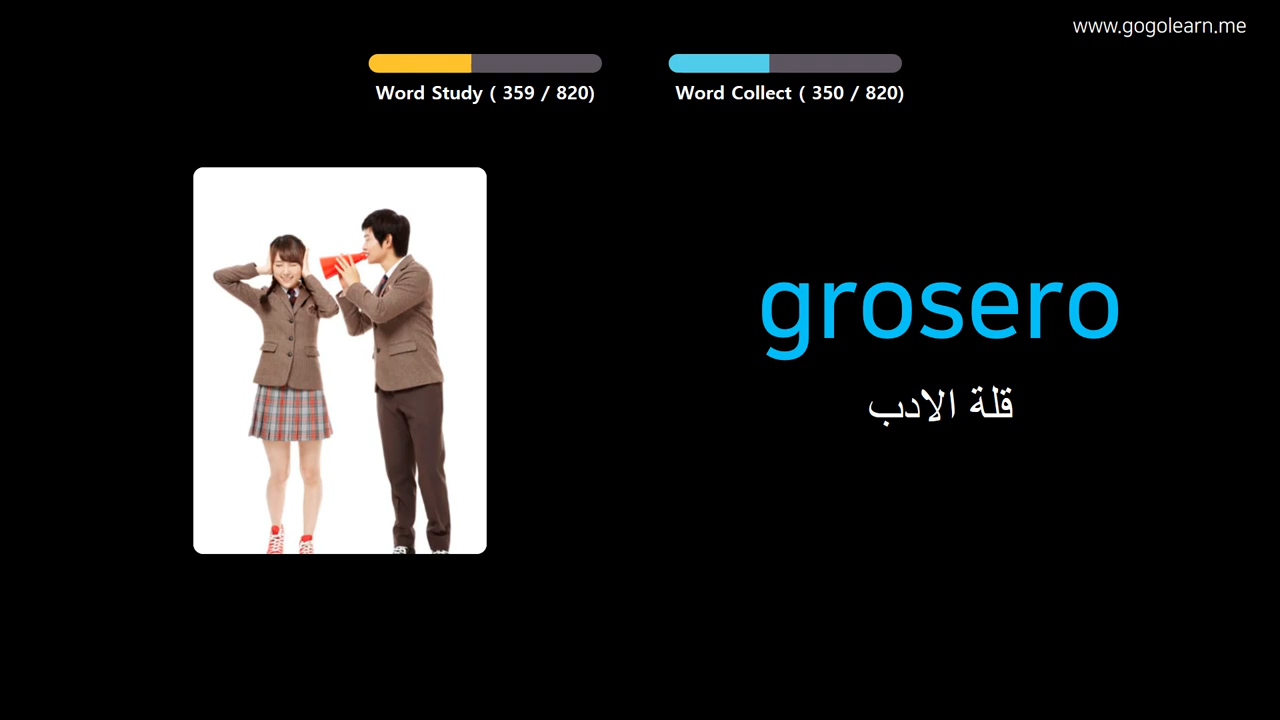 www.gogolearn.me
Word Study ( 359 / 820)
Word Collect ( 350 / 820)
grosero
قلة الادب